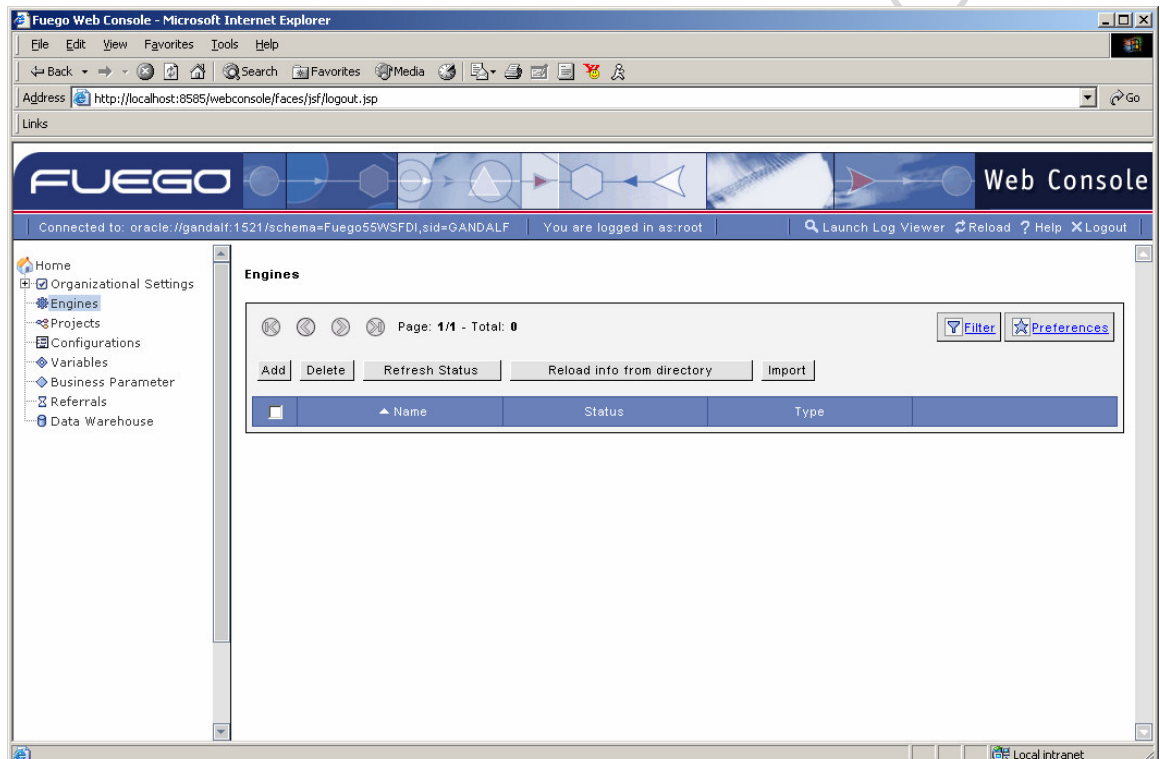 Fuego Web Console - Microsoft Internet Explorer
File Edit View Favorites Tools Help
Back Search Favorites Media
Address http://localhost:8585/webconsole/faces/jsf/logout.jsp Go
Links
FUEGO Web Console
Connected to: oracle://gandalf:1521/schema=Fuego55WSFDI,sid=GANDALF You are logged in as:root Launch Log Viewer Reload ? Help Logout
Home
Organizational Settings
Engines
Projects
Configurations
Variables
Business Parameter
Referrals
Data Warehouse
Engines
Page: 1/1 - Total: 0 Filter Preferences
Add Delete Refresh Status Reload info from directory Import
Name Status Type
Local intranet